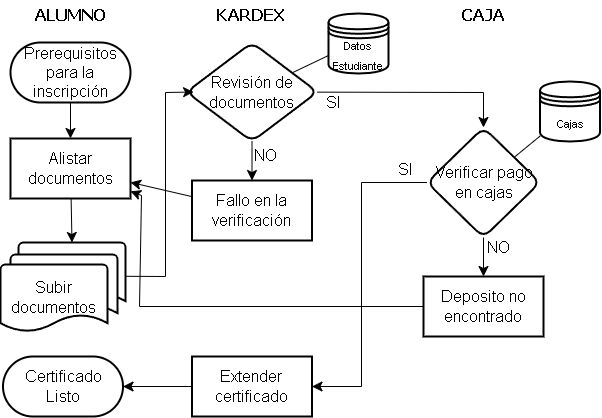 ALUMNO
KARDEX
CAJA
Prerequisitos
para la
inscripción
Revisión de
documentos
Datos
Estudiante
SI
Cajas
Alistar
documentos
NO
Fallo en la
verificación
SI
Verificar pago
en cajas
NO
Subir
documentos
Deposito no
encontrado
Certificado
Listo
Extender
certificado